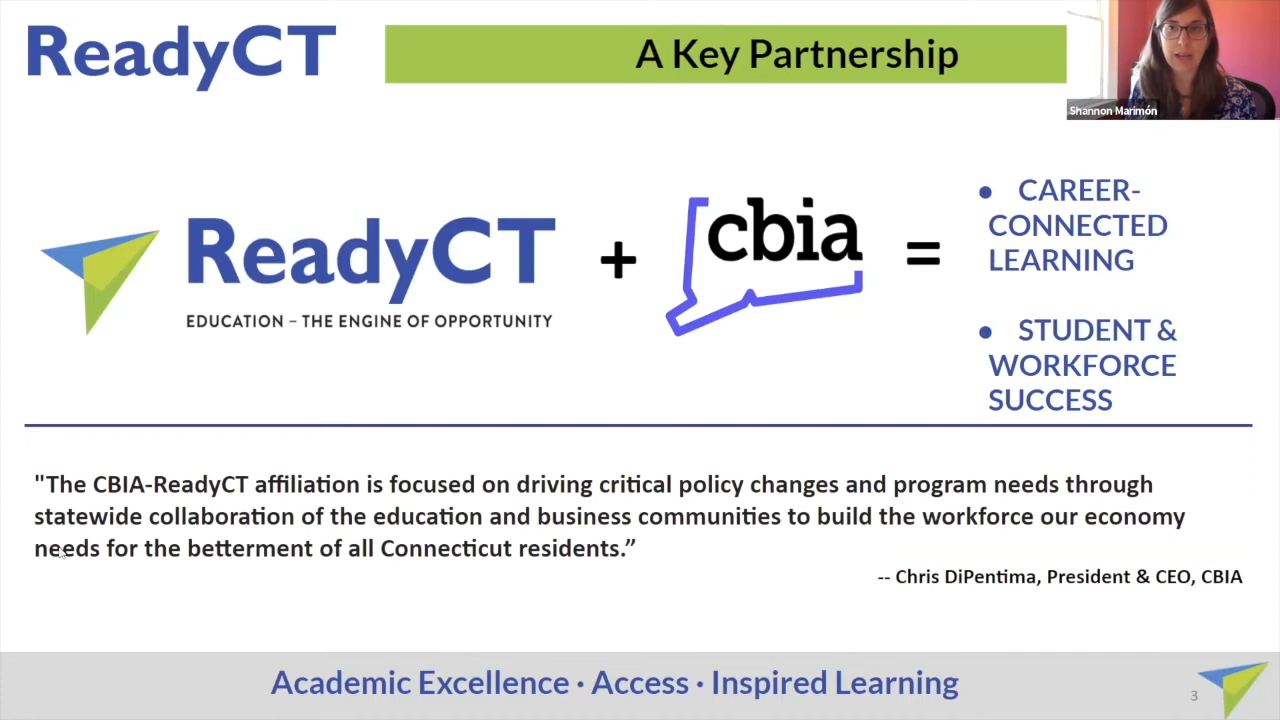 ReadyCT
A Key Partnership
Shannon Marimón
ReadyCT
EDUCATION – THE ENGINE OF OPPORTUNITY
+
cbia
=
● CAREER-
CONNECTED
LEARNING
● STUDENT &
WORKFORCE
SUCCESS
"The CBIA-ReadyCT affiliation is focused on driving critical policy changes and program needs through
statewide collaboration of the education and business communities to build the workforce our economy
needs for the betterment of all Connecticut residents.”
-- Chris DiPentima, President & CEO, CBIA
Academic Excellence · Access · Inspired Learning
3